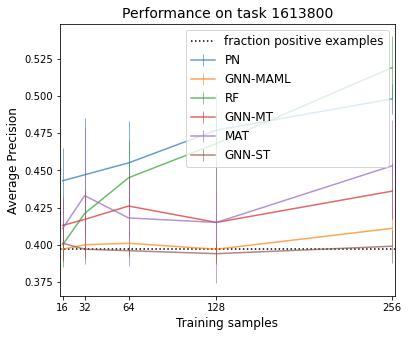 Performance on task 1613800
Average Precision
0.525
0.500
0.475
0.450
0.425
0.400
0.375
fraction positive examples
PN
GNN-MAML
RF
GNN-MT
MAT
GNN-ST
16 32 64 128 256
Training samples